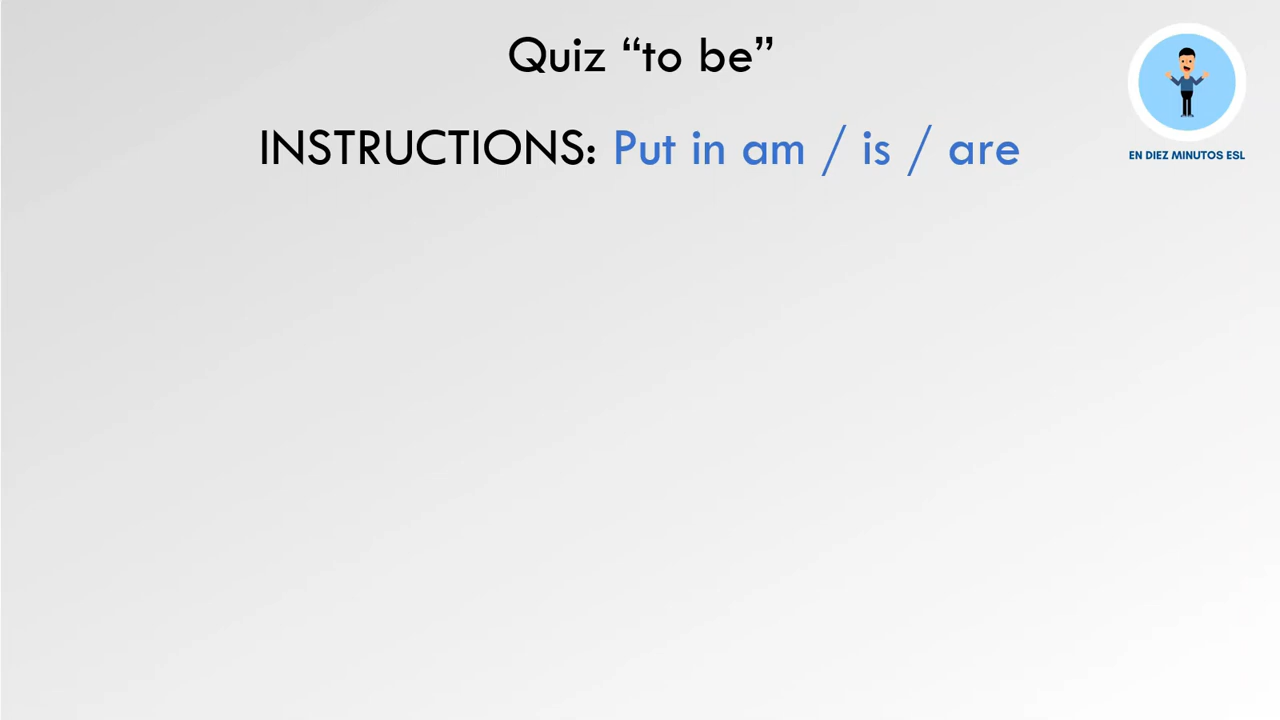 Quiz “to be”
INSTRUCTIONS: Put in am / is / are
EN DIEZ MINUTOS ESL